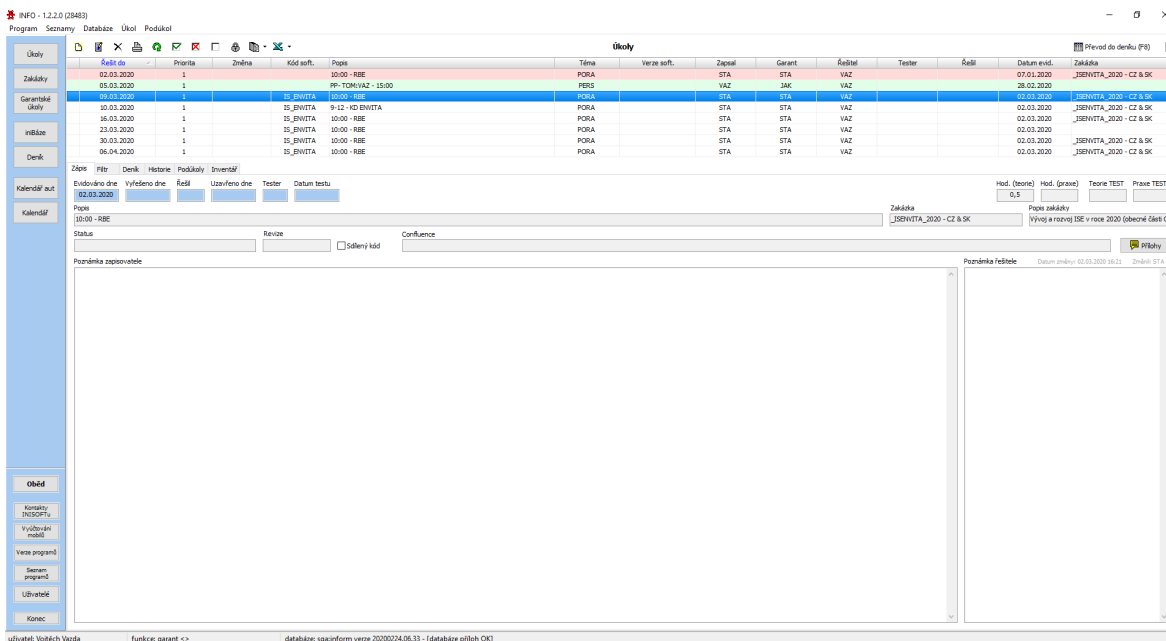 INFO - 1.2.2.0 (28483)
Program Seznamy Databáze Úkol Podúkol
Úkoly
Převod do deníku (F8)
Úkoly
Zakázky
Garantské úkoly
iniBáze
Deník
Kalendář aut
Kalendář
Řešit do Priorita Změna Kód soft. Popis Téma Verze soft. Zapsal Garant Řešitel Tester Řešil Datum evid. Zakázka
02.03.2020 1 10:00 - RBE PORA STA STA VAZ 07.01.2020 _ISENVITA_2020 - CZ & SK
05.03.2020 1 PP- TOM:VAZ - 15:00 PERS VAZ JAK VAZ 28.02.2020
09.03.2020 1 IS_ENVITA 10:00 - RBE PORA STA STA VAZ 02.03.2020 _ISENVITA_2020 - CZ & SK
10.03.2020 1 IS_ENVITA 9-12 - KD ENVITA PORA STA STA VAZ 02.03.2020 _ISENVITA_2020 - CZ & SK
16.03.2020 1 IS_ENVITA 10:00 - RBE PORA STA STA VAZ 02.03.2020 _ISENVITA_2020 - CZ & SK
23.03.2020 1 IS_ENVITA 10:00 - RBE PORA STA STA VAZ 02.03.2020
30.03.2020 1 IS_ENVITA 10:00 - RBE PORA STA STA VAZ 02.03.2020 _ISENVITA_2020 - CZ & SK
06.04.2020 1 IS_ENVITA 10:00 - RBE PORA STA STA VAZ 02.03.2020 _ISENVITA_2020 - CZ & SK
Zápis Filtr Deník Historie Podúkoly Inventář
Evidováno dne Vyřešeno dne Řešil Uzavřeno dne Tester Datum testu Hod. (teorie) Hod. (praxe) Teorie TEST Praxe TEST
02.03.2020 0,5
Popis Zakázka Popis zakázky
10:00 - RBE _ISENVITA_2020 - CZ & SK Vývoj a rozvoj ISE v roce 2020 (obecné části
Status Revize Confluence
Sdílený kód
Přílohy
Poznámka zapisovatele Poznámka řešitele Datum změny: 02.03.2020 16:21 Změnil: STA
Oběd
Kontakty INISOFTu
Vyúčtování mobilů
Verze programů
Seznam programů
Uživatelé
Konec
uživatel: Vojtěch Vazda funkce: garant <> databáze: sqa:inform verze 20200224.06.33 - [databáze příloh OK]